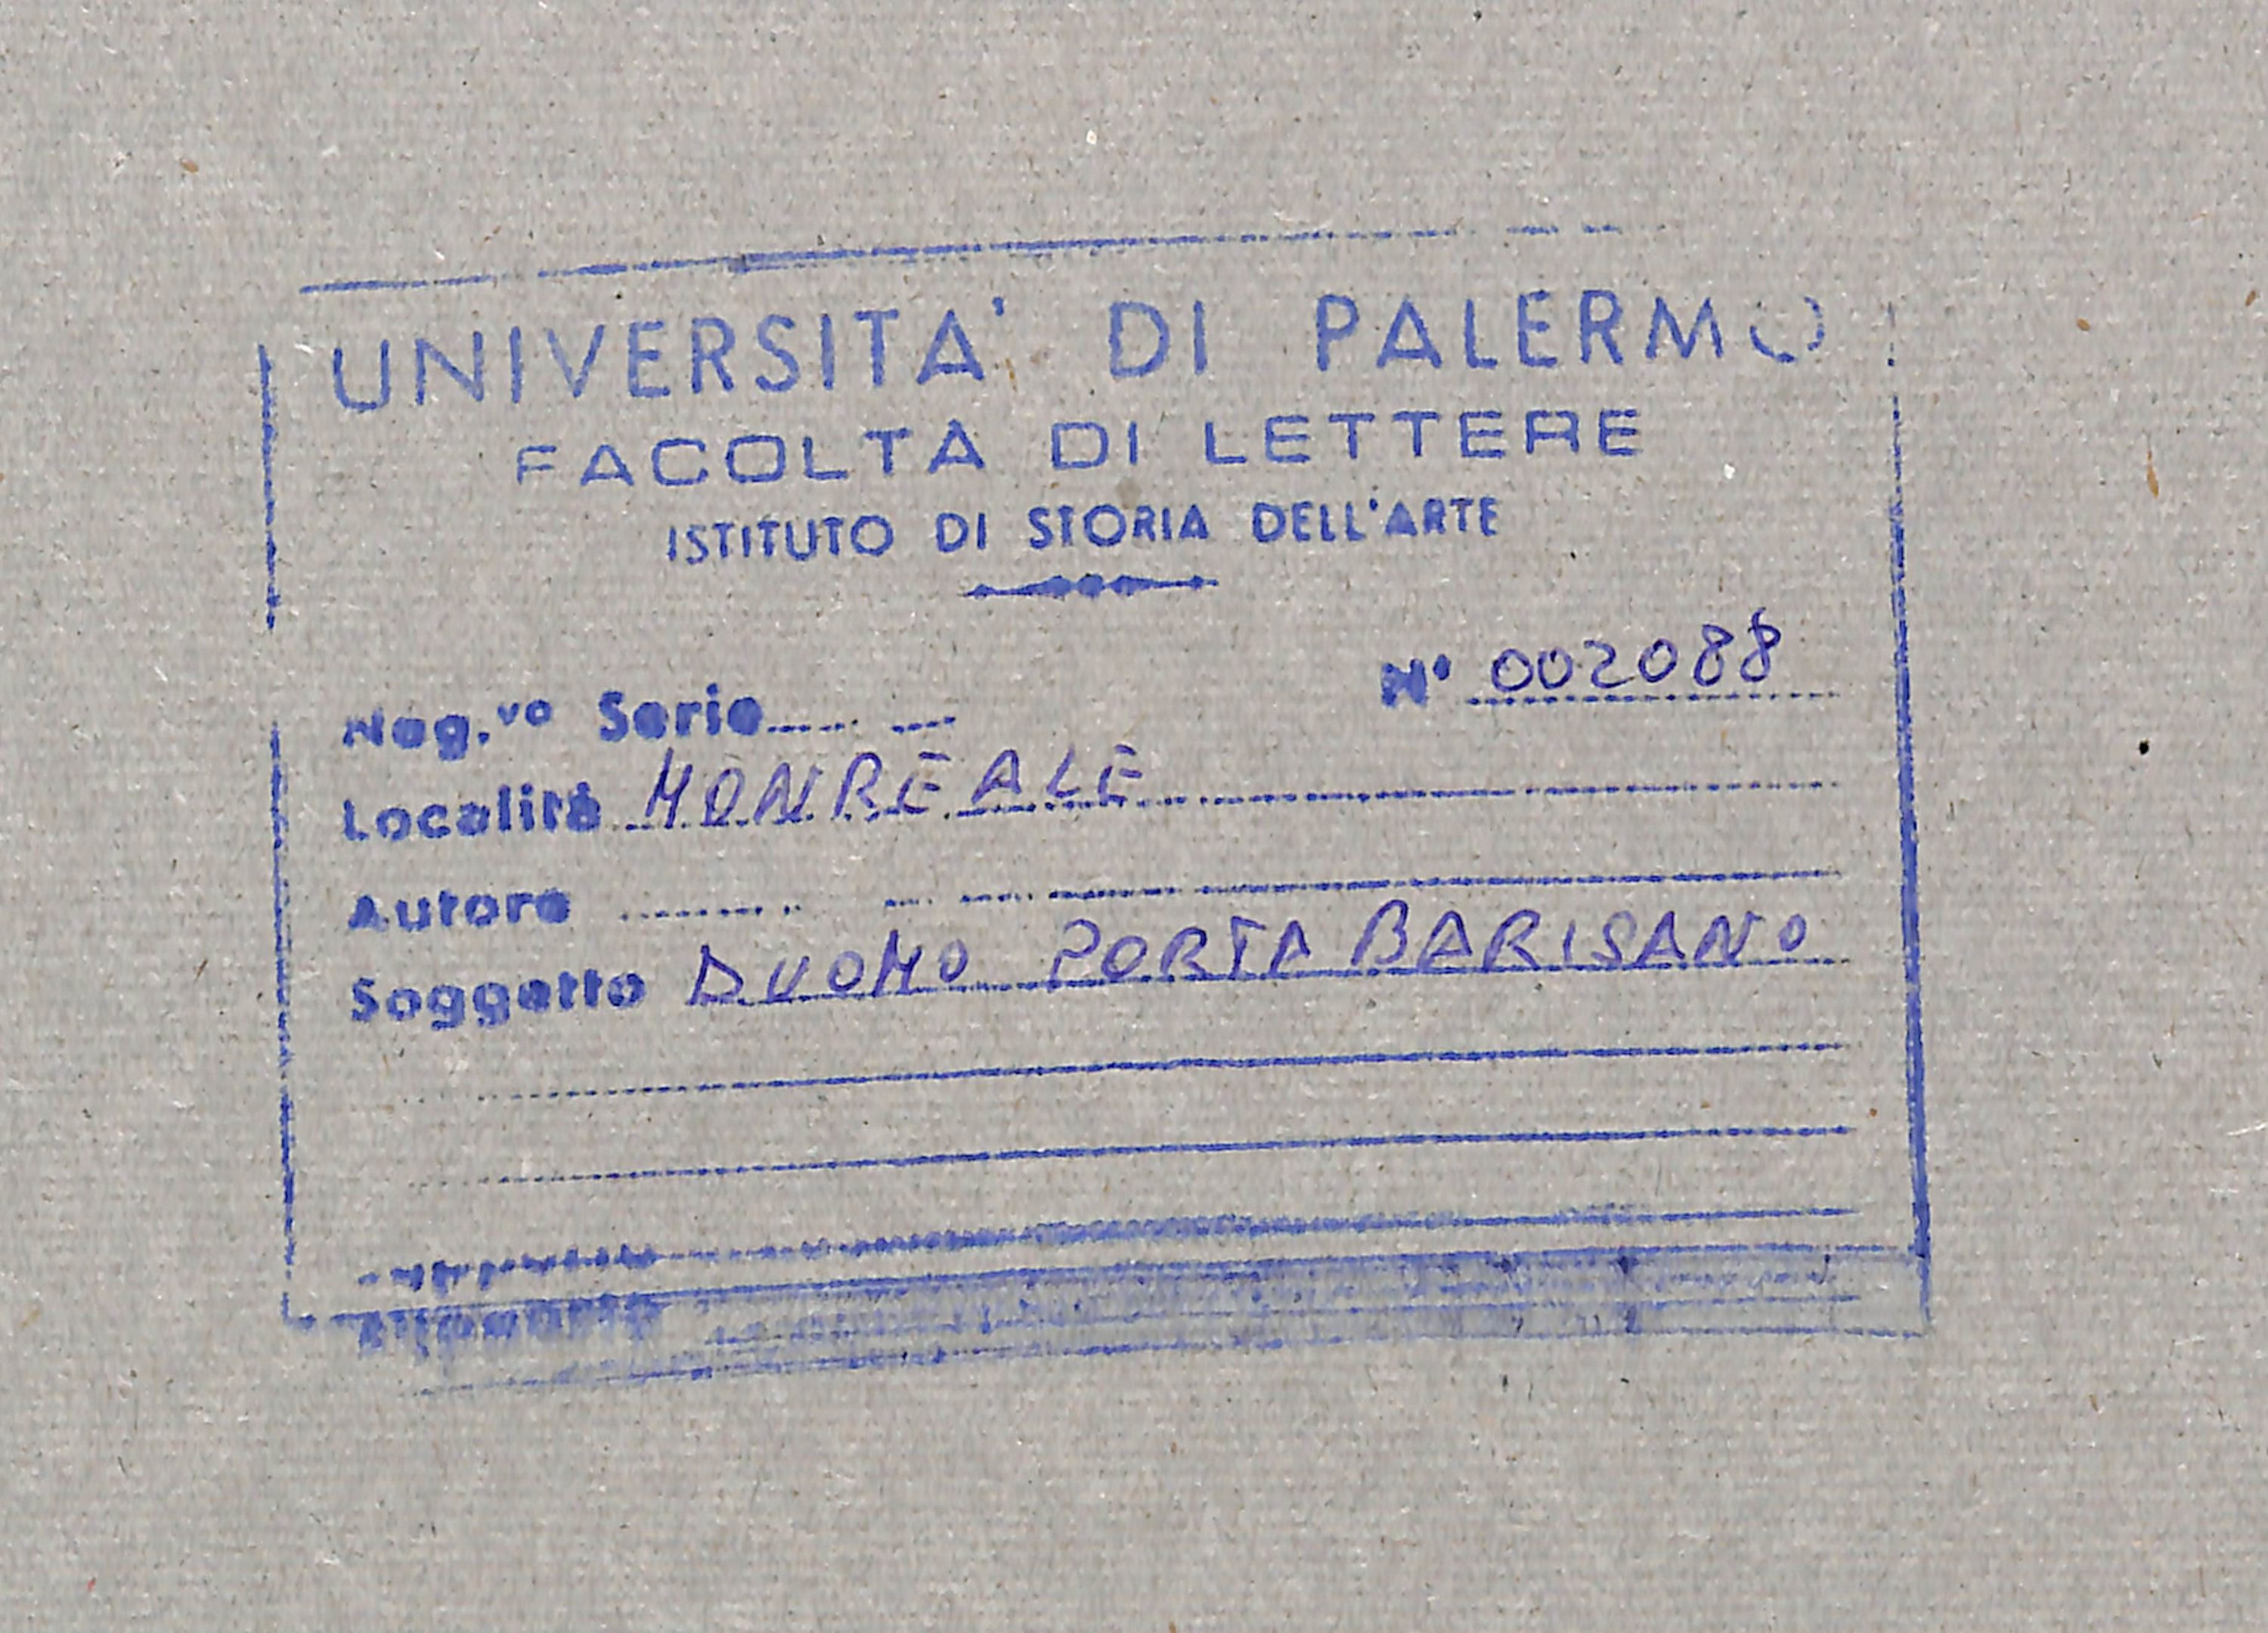 UNIVERSITA' DI PALERMO
FACOLTA DI LETTERE
ISTITUTO DI STORIA DELL'ARTE
Neg.vo Serie N° 002088
Località MONREALE
Autore
Soggetto DUOMO PORTA BARISANO